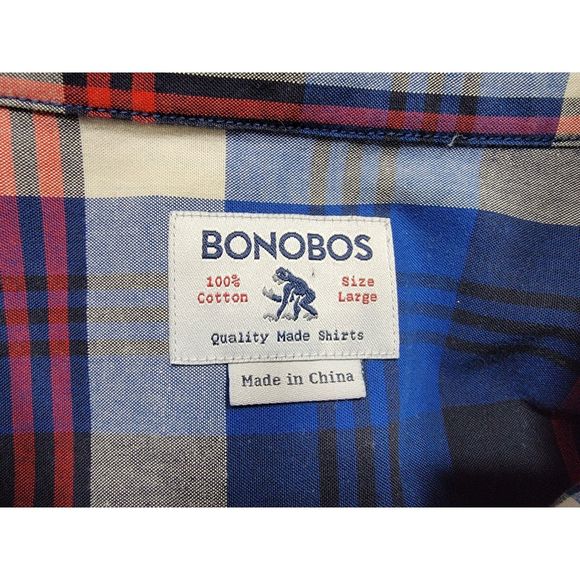 BONOBOS
100% Size
Cotton Large
Quality Made Shirts
Made in China